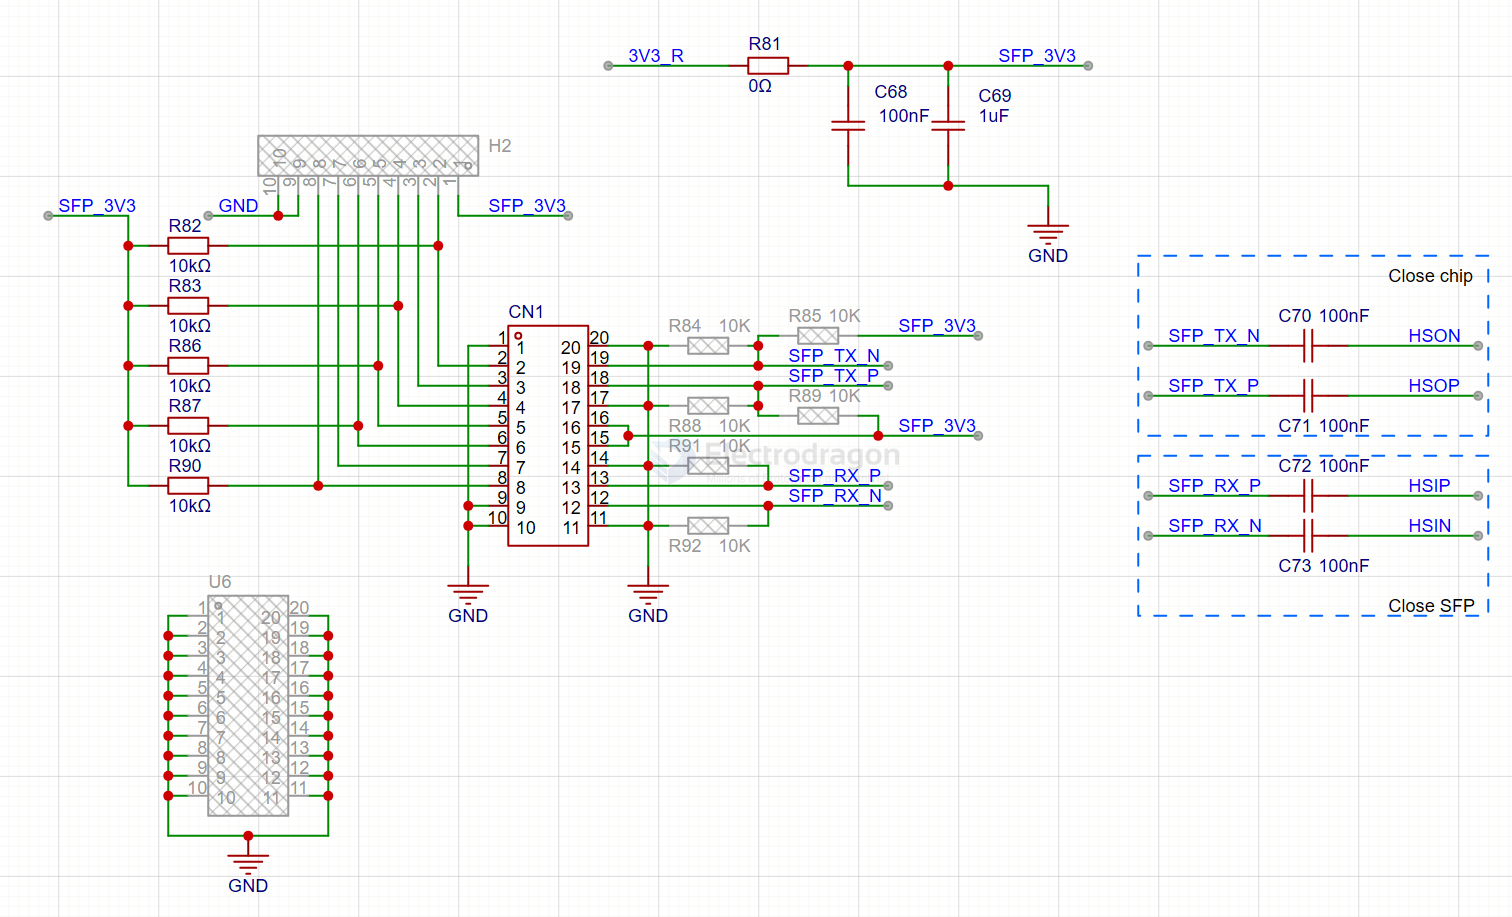 3V3_R
R81
0Ω
SFP_3V3
C68
100nF
C69
1uF
GND
H2
10 9 8 7 6 5 4 3 2 1
10 9 8 7 6 5 4 3 2 1
SFP_3V3
GND
SFP_3V3
R82
10kΩ
R83
10kΩ
R86
10kΩ
R87
10kΩ
R90
10kΩ
CN1
1 1 20 20
2 2 19 19
3 3 18 18
4 4 17 17
5 5 16 16
6 6 15 15
7 7 14 14
8 8 13 13
9 9 12 12
10 10 11 11
GND
GND
R84 10K
R85 10K
SFP_3V3
SFP_TX_N
SFP_TX_P
R89 10K
R88 10K
SFP_3V3
R91 10K
Electrodragon
SFP_RX_P
SFP_RX_N
R92 10K
Close chip
C70 100nF
SFP_TX_N HSON
SFP_TX_P HSOP
C71 100nF
C72 100nF
SFP_RX_P HSIP
SFP_RX_N HSIN
C73 100nF
Close SFP
U6
1 1 20 20
2 2 19 19
3 3 18 18
4 4 17 17
5 5 16 16
6 6 15 15
7 7 14 14
8 8 13 13
9 9 12 12
10 10 11 11
GND